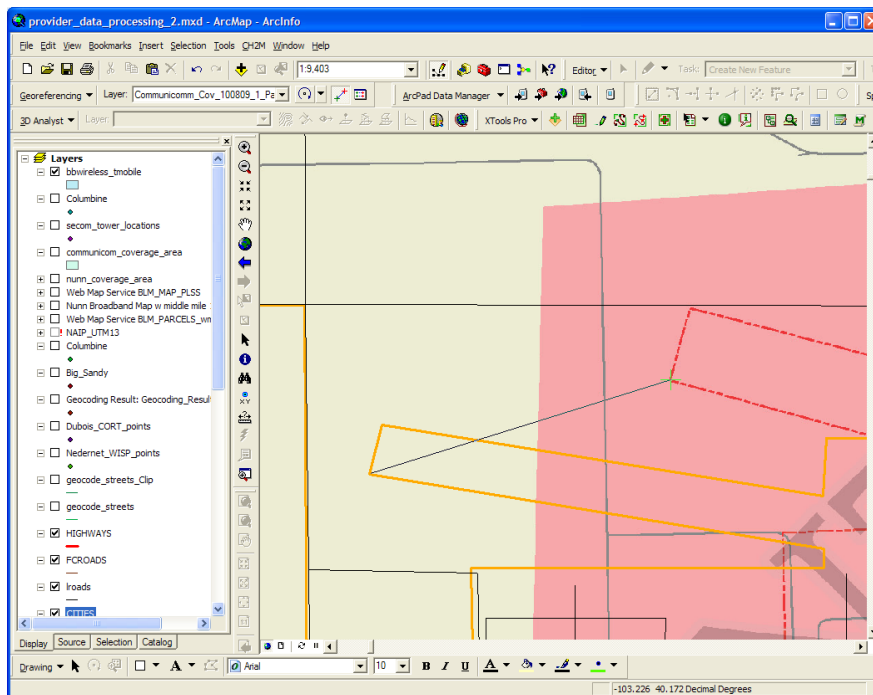 provider_data_processing_2.mxd - ArcMap - ArcInfo
File Edit View Bookmarks Insert Selection Tools CH2M Window Help
1:9,403 Editor Task: Create New Feature
Georeferencing Layer: Communicomm_Cov_100809_1_Pa ArcPad Data Manager
3D Analyst Layer: XTools Pro
Layers
bbwireless_tmobile
Columbine
secom_tower_locations
communicom_coverage_area
nunn_coverage_area
Web Map Service BLM_MAP_PLSS
Nunn Broadband Map w middle mile
Web Map Service BLM_PARCELS_wm
NAIP_UTM13
Columbine
Big_Sandy
Geocoding Result: Geocoding_Result
Dubois_CORT_points
Nedernet_WISP_points
geocode_streets_Clip
geocode_streets
HIGHWAYS
FCROADS
lroads
CITIES
Display Source Selection Catalog
Drawing A Arial 10 B I U A
-103.226 40.172 Decimal Degrees